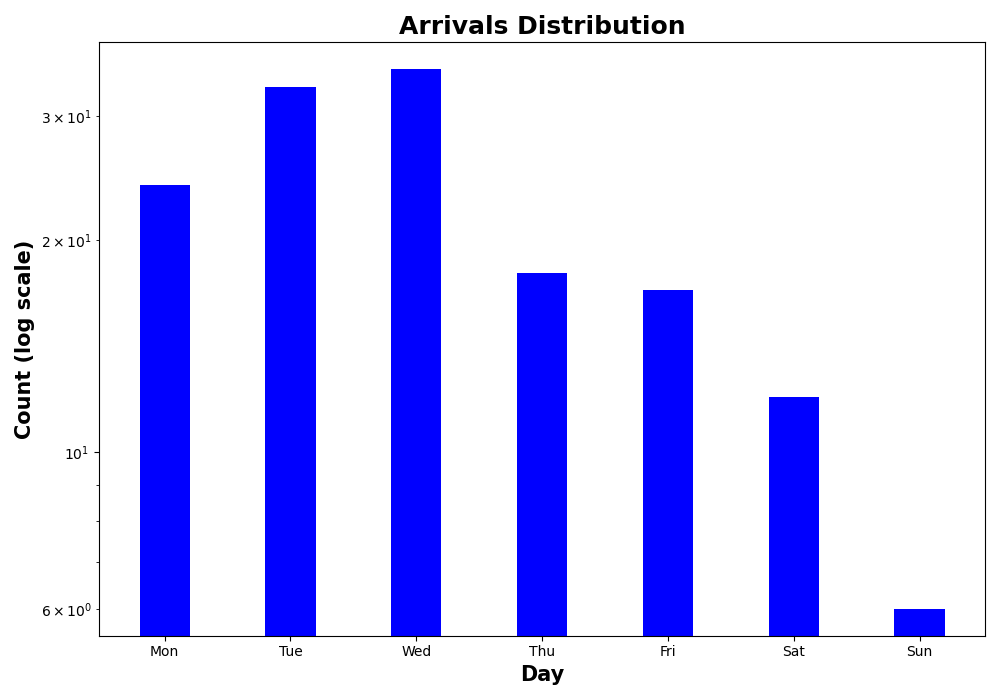 Arrivals Distribution
Count (log scale)
3 × 10¹
2 × 10¹
10¹
6 × 10⁰
Mon Tue Wed Thu Fri Sat Sun
Day